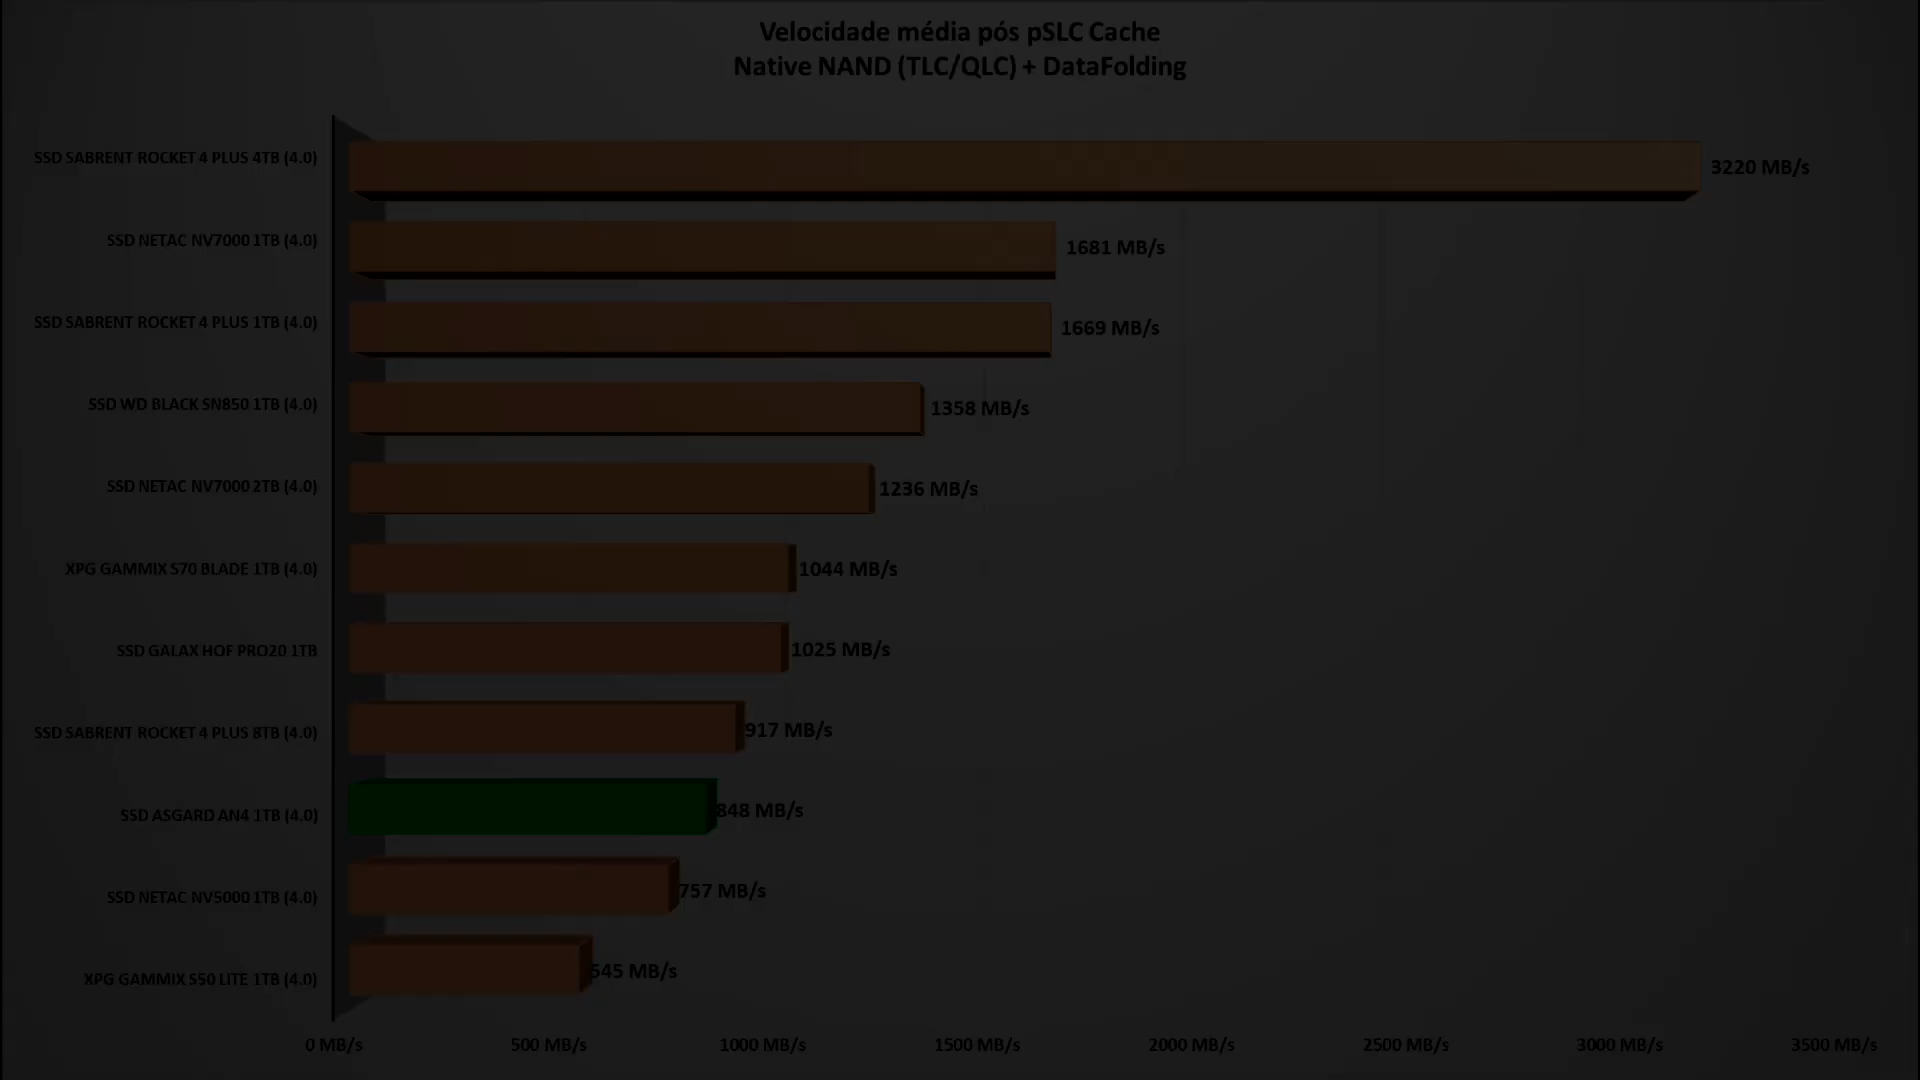 Velocidade média pós pSLC Cache
Native NAND (TLC/QLC) + DataFolding
SSD SABRENT ROCKET 4 PLUS 4TB (4.0)
3220 MB/s
SSD NETAC NV7000 1TB (4.0)
1681 MB/s
SSD SABRENT ROCKET 4 PLUS 1TB (4.0)
1669 MB/s
SSD WD BLACK SN850 1TB (4.0)
1358 MB/s
SSD NETAC NV7000 2TB (4.0)
1236 MB/s
XPG GAMMIX S70 BLADE 1TB (4.0)
1044 MB/s
SSD GALAX HOF PRO20 1TB
1025 MB/s
SSD SABRENT ROCKET 4 PLUS 8TB (4.0)
917 MB/s
SSD ASGARD AN4 1TB (4.0)
848 MB/s
SSD NETAC NV5000 1TB (4.0)
757 MB/s
XPG GAMMIX S50 LITE 1TB (4.0)
545 MB/s
0 MB/s 500 MB/s 1000 MB/s 1500 MB/s 2000 MB/s 2500 MB/s 3000 MB/s 3500 MB/s